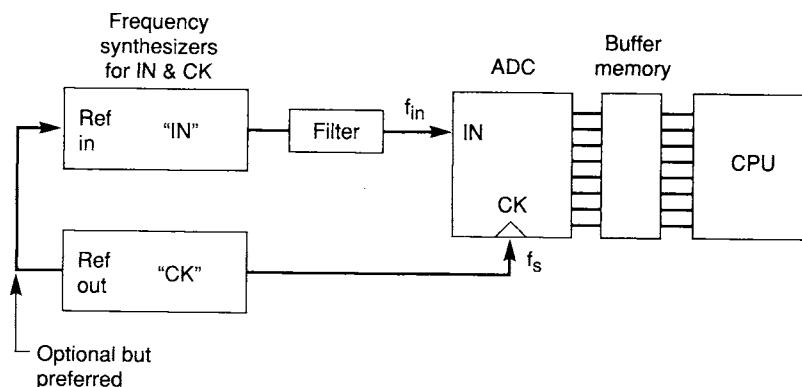 Frequency
synthesizers
for IN & CK
Ref
in
“IN”
Filter
f_in
ADC
IN
CK
Buffer
memory
CPU
Ref
out
“CK”
f_s
Optional but
preferred